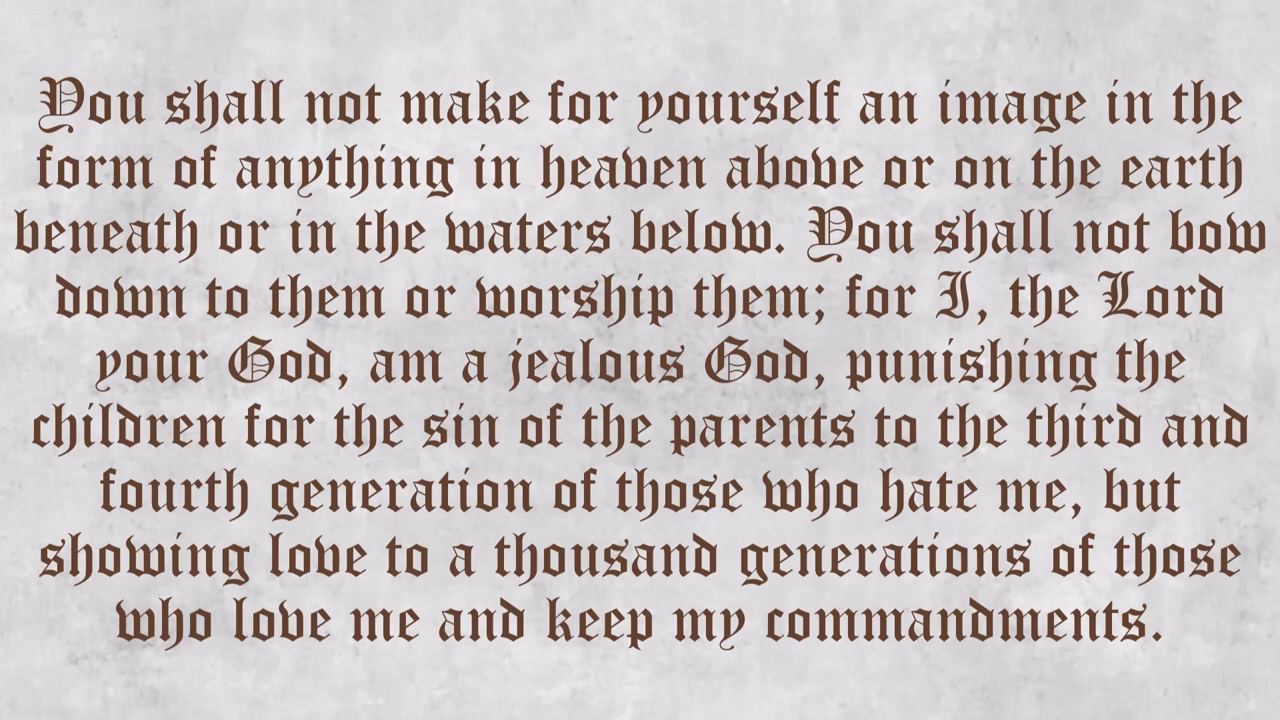 You shall not make for yourself an image in the
form of anything in heaven above or on the earth
beneath or in the waters below. You shall not bow
down to them or worship them; for I, the Lord
your God, am a jealous God, punishing the
children for the sin of the parents to the third and
fourth generation of those who hate me, but
showing love to a thousand generations of those
who love me and keep my commandments.